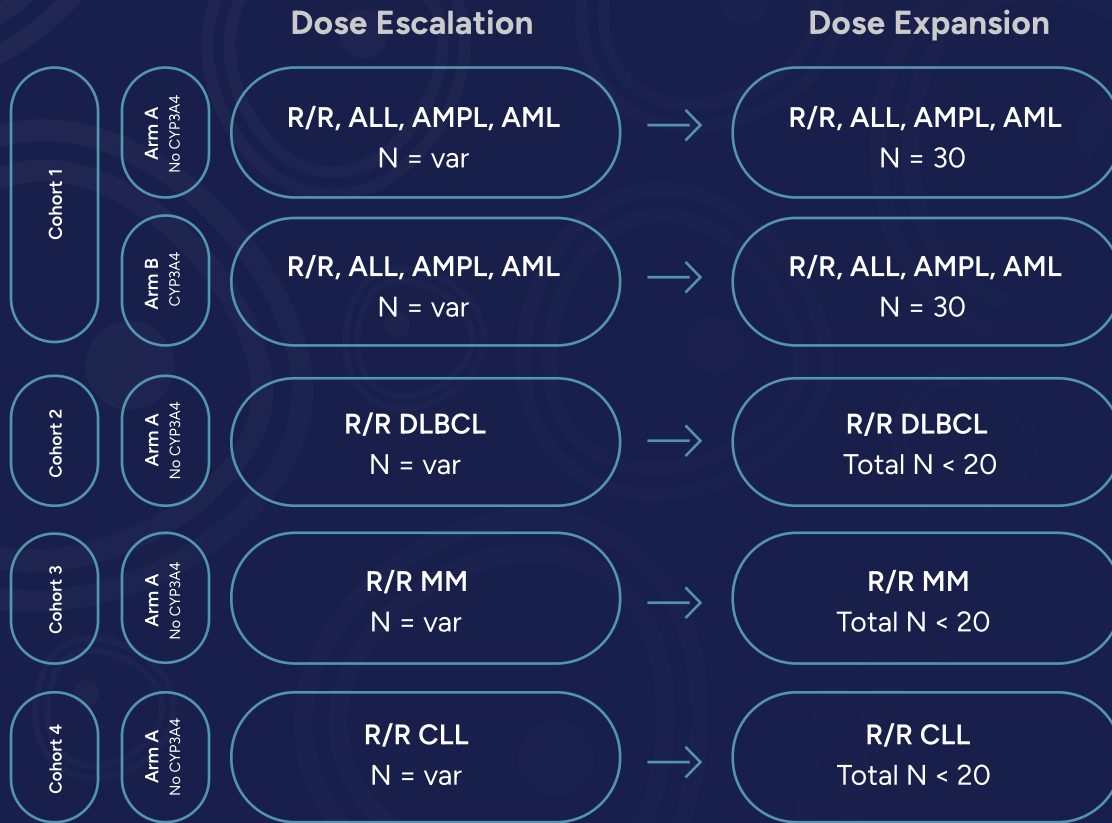 Dose Escalation
Dose Expansion
Cohort 1
Arm A
No CYP3A4
R/R, ALL, AMPL, AML
N = var
R/R, ALL, AMPL, AML
N = 30
Arm B
CYP3A4
R/R, ALL, AMPL, AML
N = var
R/R, ALL, AMPL, AML
N = 30
Cohort 2
Arm A
No CYP3A4
R/R DLBCL
N = var
R/R DLBCL
Total N < 20
Cohort 3
Arm A
No CYP3A4
R/R MM
N = var
R/R MM
Total N < 20
Cohort 4
Arm A
No CYP3A4
R/R CLL
N = var
R/R CLL
Total N < 20